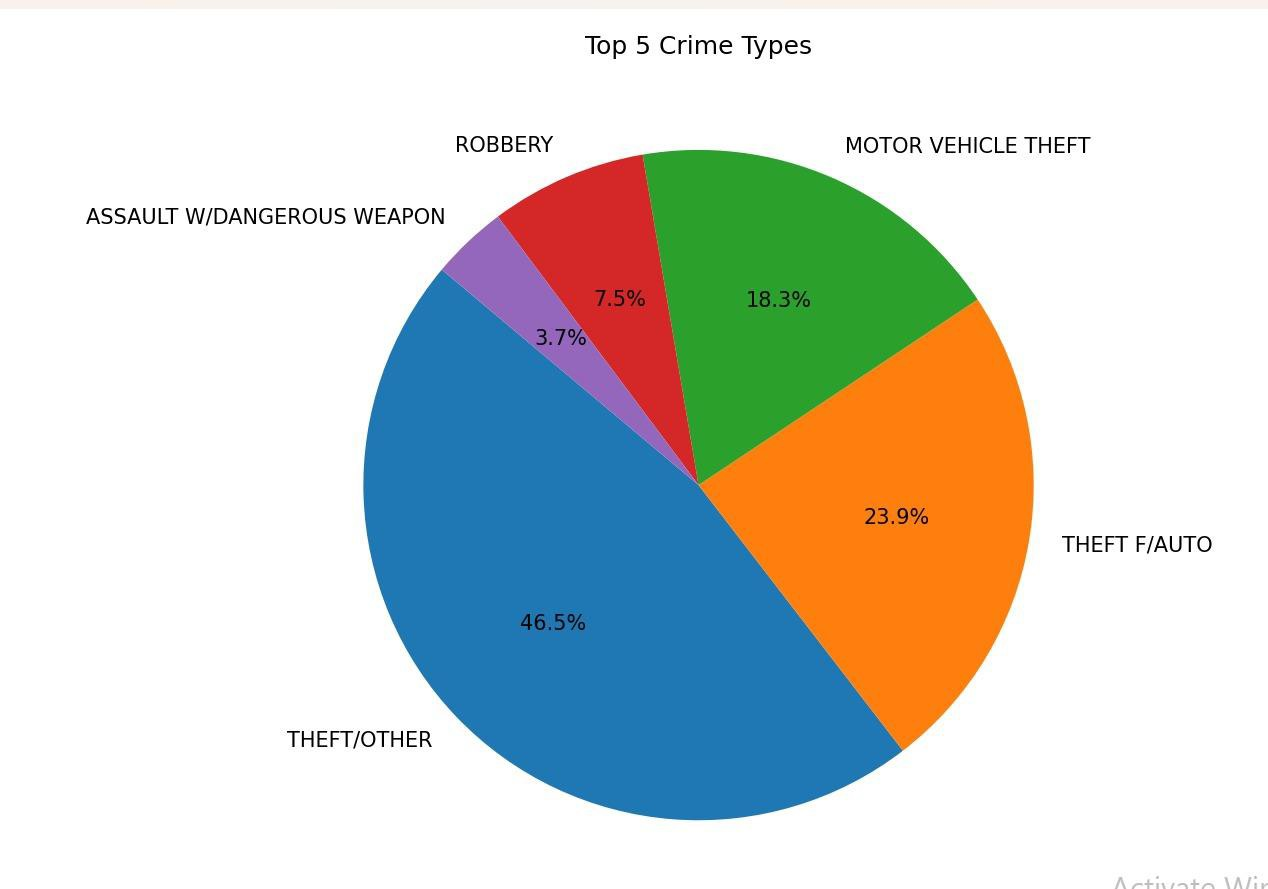 Top 5 Crime Types
ROBBERY
MOTOR VEHICLE THEFT
ASSAULT W/DANGEROUS WEAPON
7.5%
18.3%
3.7%
23.9%
THEFT F/AUTO
46.5%
THEFT/OTHER
Activate